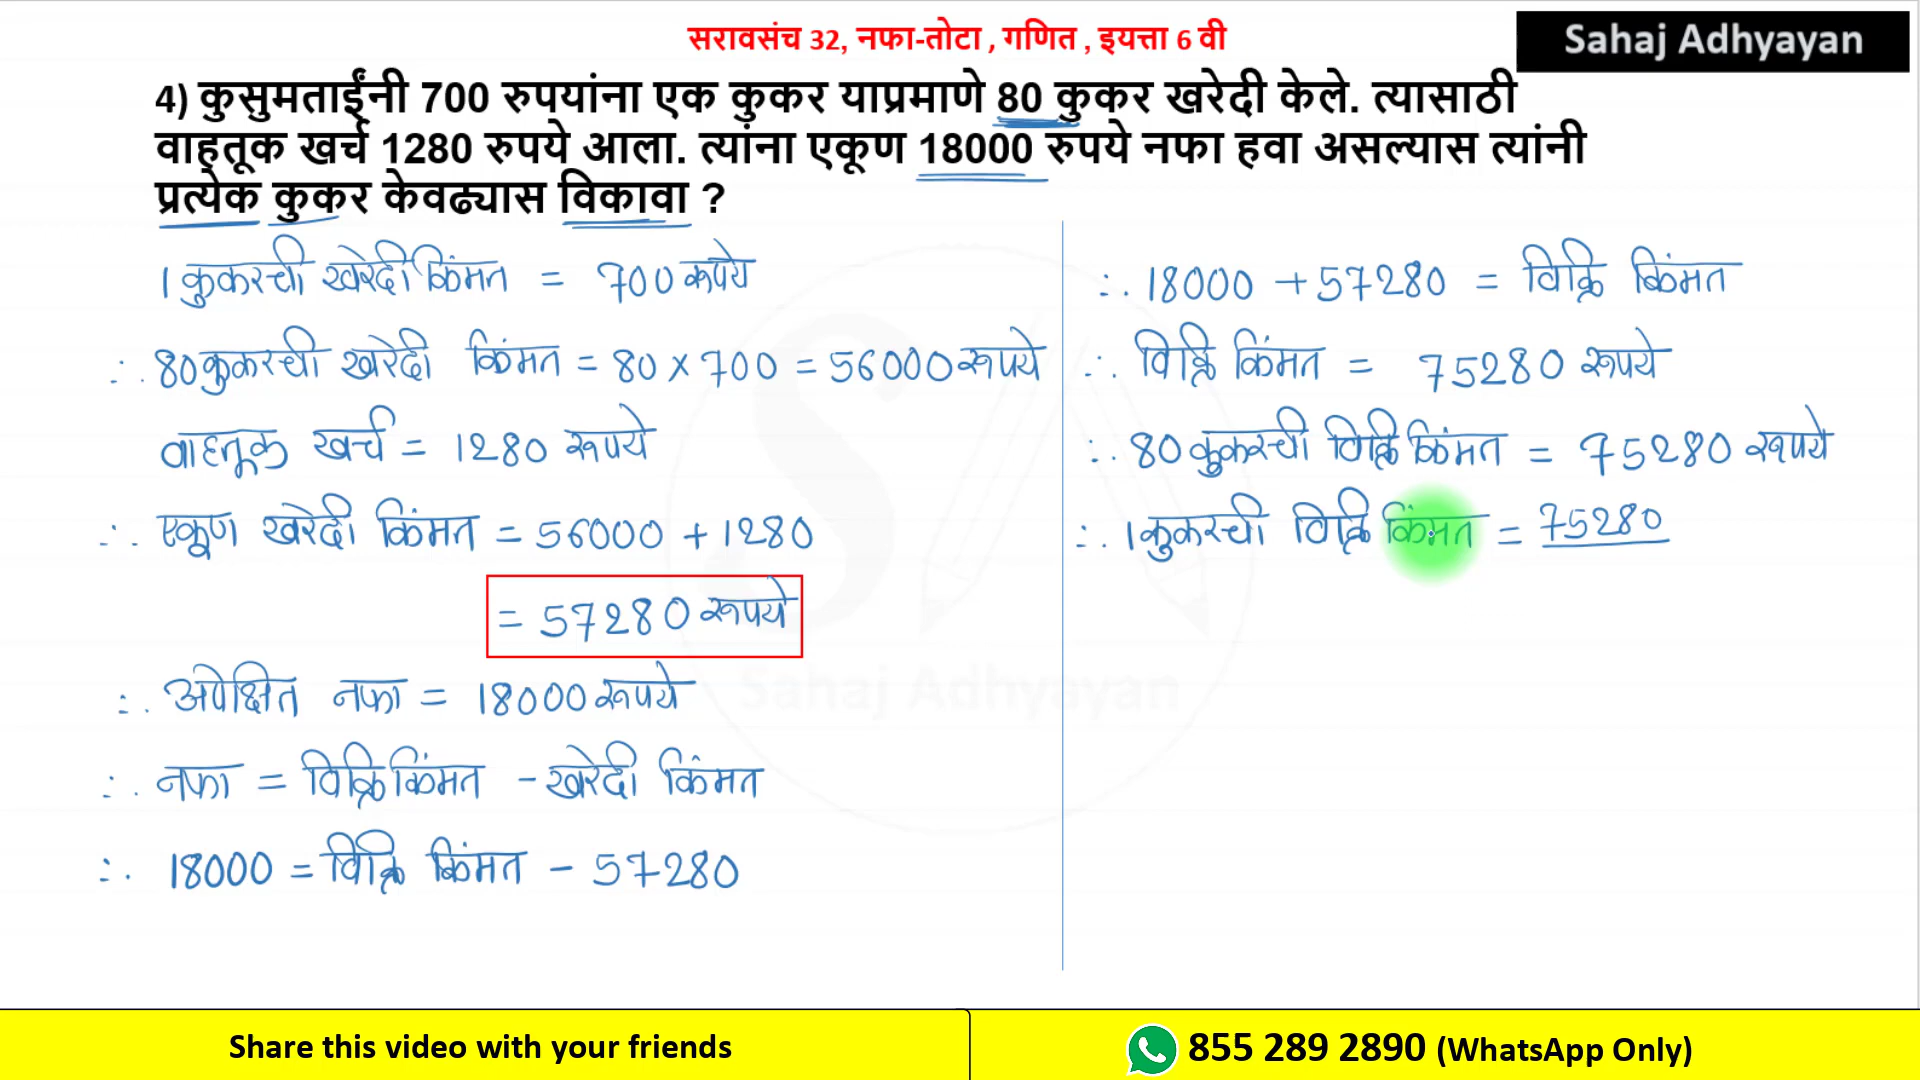 सरावसंच 32, नफा-तोटा , गणित , इयत्ता 6 वी
Sahaj Adhyayan
4) कुसुमताईंनी 700 रुपयांना एक कुकर याप्रमाणे 80 कुकर खरेदी केले. त्यासाठी
वाहतूक खर्च 1280 रुपये आला. त्यांना एकूण 18000 रुपये नफा हवा असल्यास त्यांनी
प्रत्येक कुकर केवढ्यास विकावा ?
1 कुकरची खरेदी किंमत = 700 रूपये
∴ 80 कुकरची खरेदी किंमत = 80 × 700 = 56000 रूपये
वाहतूक खर्च = 1280 रूपये
∴ एकूण खरेदी किंमत = 56000 + 1280
= 57280 रूपये
∴ अपेक्षित नफा = 18000 रूपये
∴ नफा = विक्रि किंमत - खरेदी किंमत
∴ 18000 = विक्रि किंमत - 57280
∴ 18000 + 57280 = विक्रि किंमत
∴ विक्रि किंमत = 75280 रूपये
∴ 80 कुकरची विक्रि किंमत = 75280 रूपये
∴ 1 कुकरची विक्रि किंमत = 75280
Sahaj Adhyayan
Share this video with your friends
855 289 2890 (WhatsApp Only)